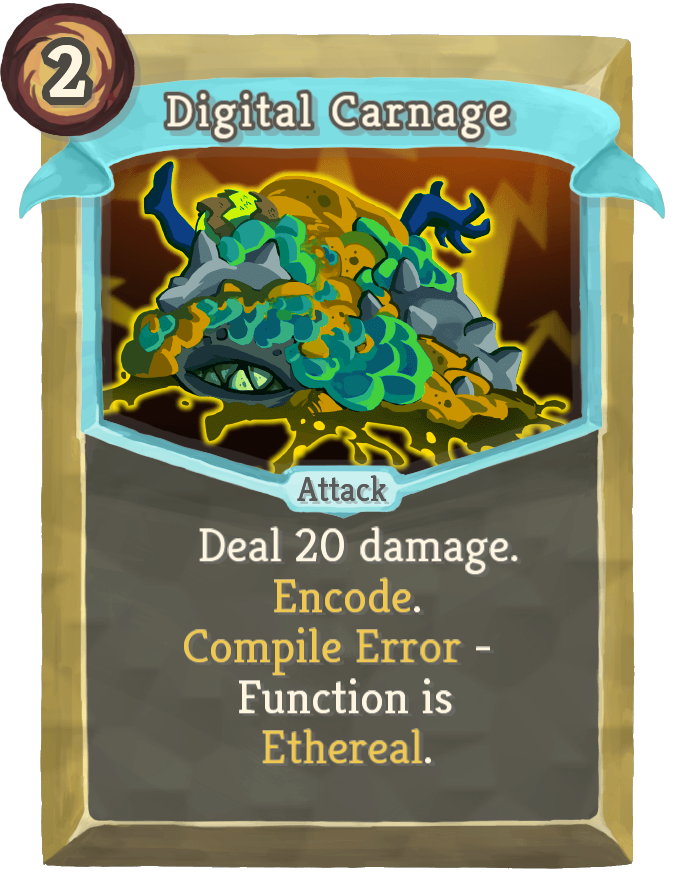 2
Digital Carnage
Attack
Deal 20 damage.
Encode.
Compile Error -
Function is
Ethereal.